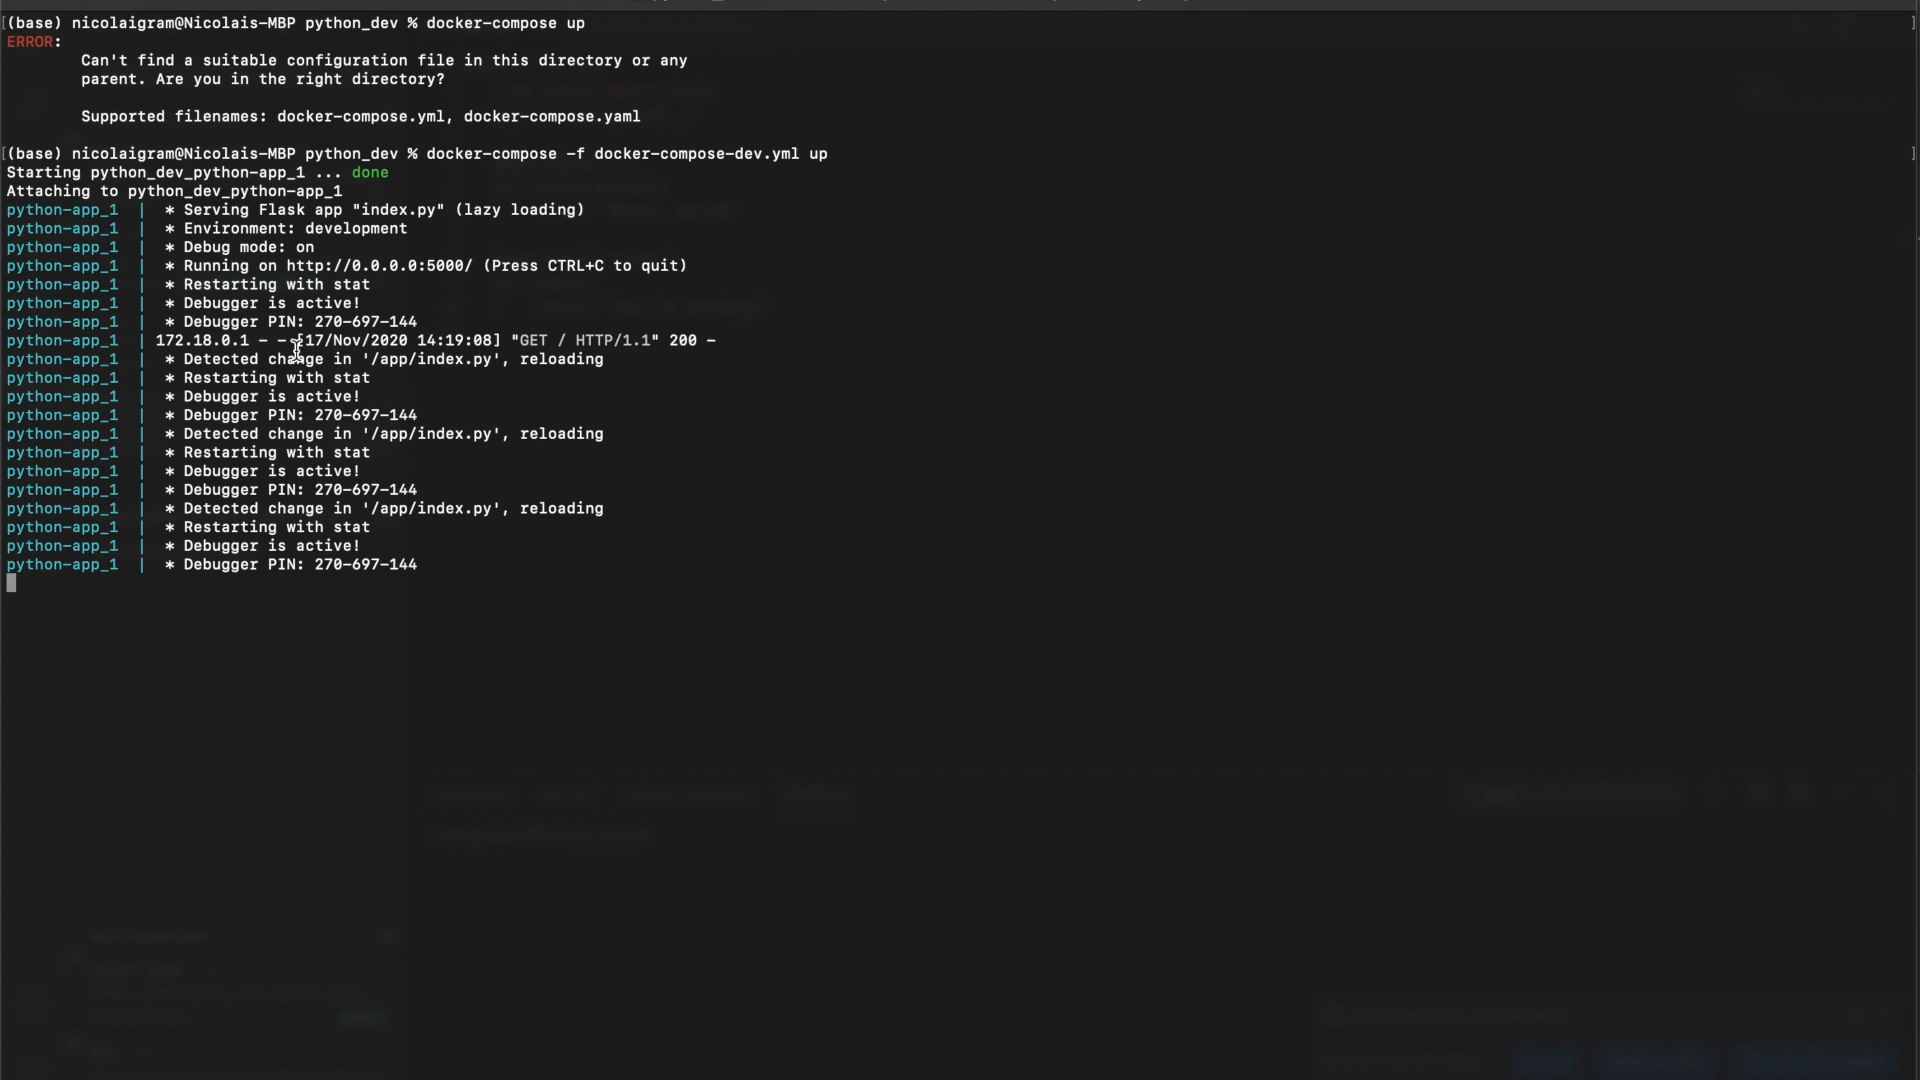 [(base) nicolaigram@Nicolais-MBP python_dev % docker-compose up ]
ERROR:
Can't find a suitable configuration file in this directory or any
parent. Are you in the right directory?
Supported filenames: docker-compose.yml, docker-compose.yaml
[(base) nicolaigram@Nicolais-MBP python_dev % docker-compose -f docker-compose-dev.yml up ]
Starting python_dev_python-app_1 ... done
Attaching to python_dev_python-app_1
python-app_1 | * Serving Flask app "index.py" (lazy loading)
python-app_1 | * Environment: development
python-app_1 | * Debug mode: on
python-app_1 | * Running on http://0.0.0.0:5000/ (Press CTRL+C to quit)
python-app_1 | * Restarting with stat
python-app_1 | * Debugger is active!
python-app_1 | * Debugger PIN: 270-697-144
python-app_1 | 172.18.0.1 - - [17/Nov/2020 14:19:08] "GET / HTTP/1.1" 200 -
python-app_1 | * Detected change in '/app/index.py', reloading
python-app_1 | * Restarting with stat
python-app_1 | * Debugger is active!
python-app_1 | * Debugger PIN: 270-697-144
python-app_1 | * Detected change in '/app/index.py', reloading
python-app_1 | * Restarting with stat
python-app_1 | * Debugger is active!
python-app_1 | * Debugger PIN: 270-697-144
python-app_1 | * Detected change in '/app/index.py', reloading
python-app_1 | * Restarting with stat
python-app_1 | * Debugger is active!
python-app_1 | * Debugger PIN: 270-697-144